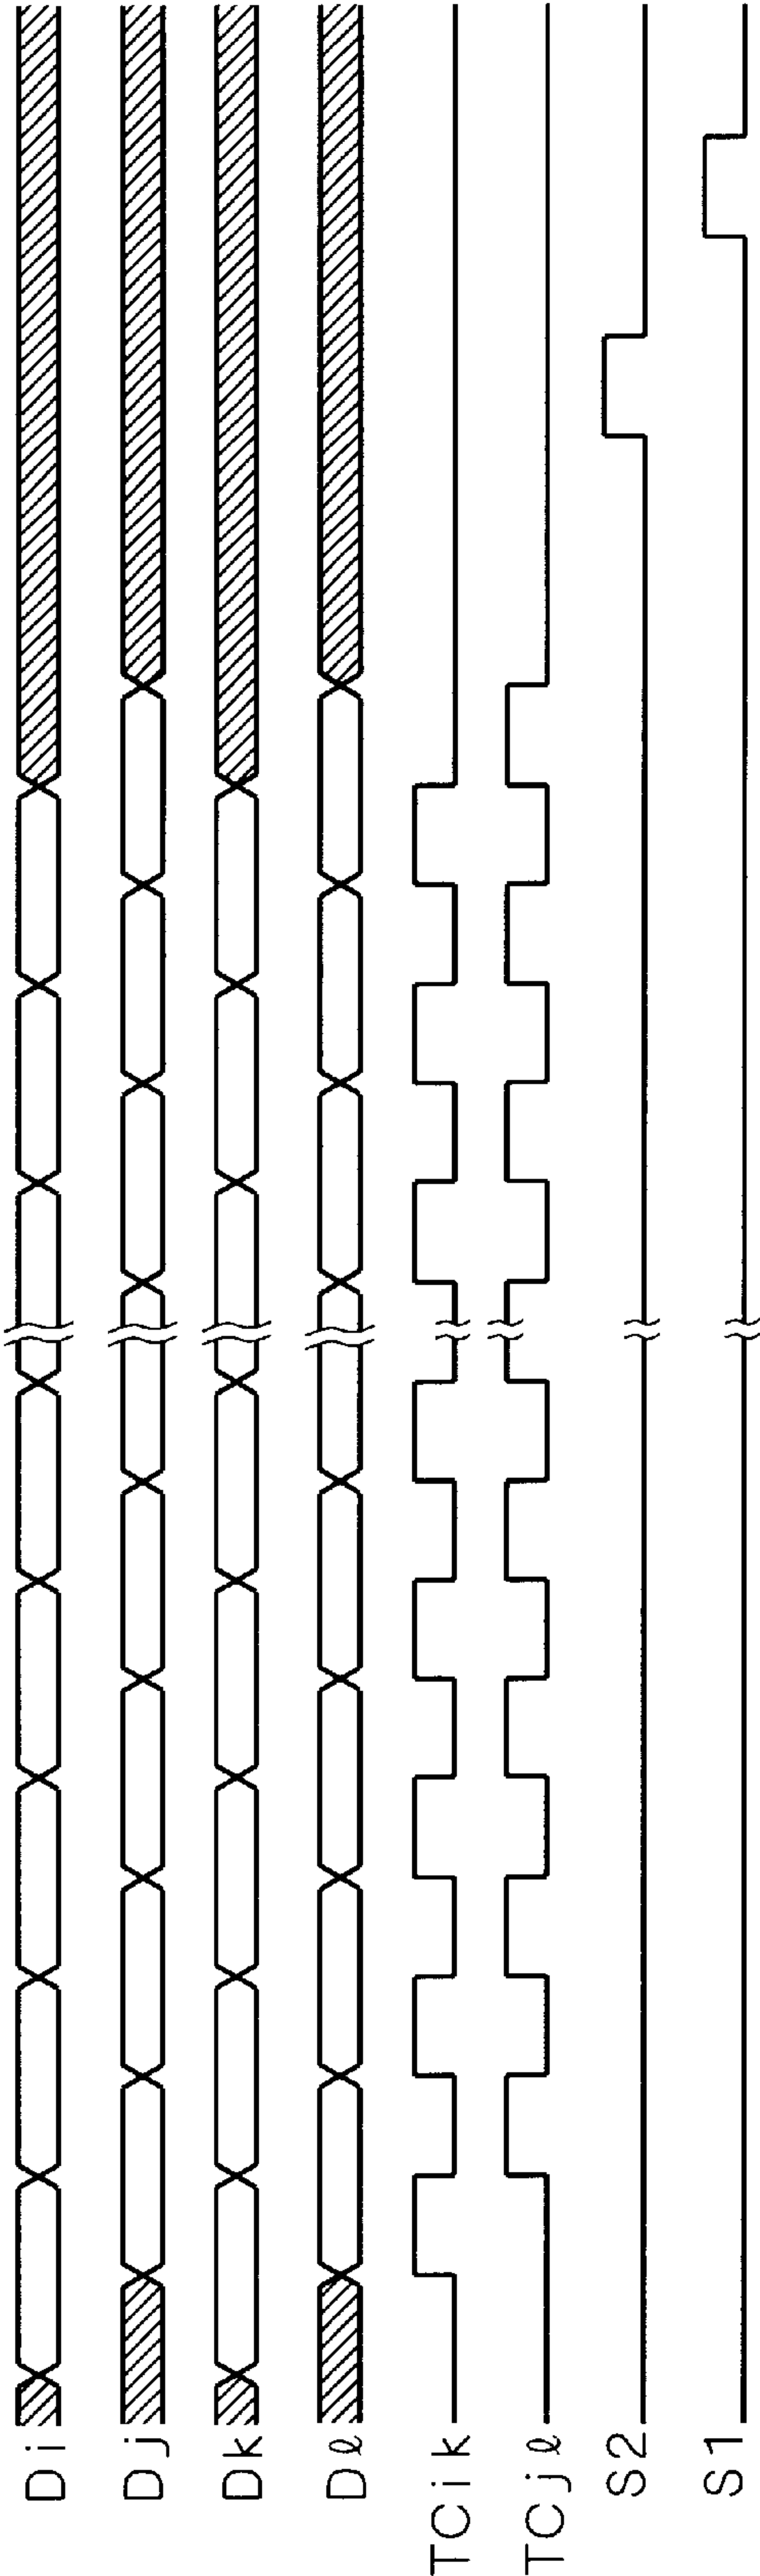 Di
Dj
Dk
Dℓ
TCik
TCjℓ
S2
S1